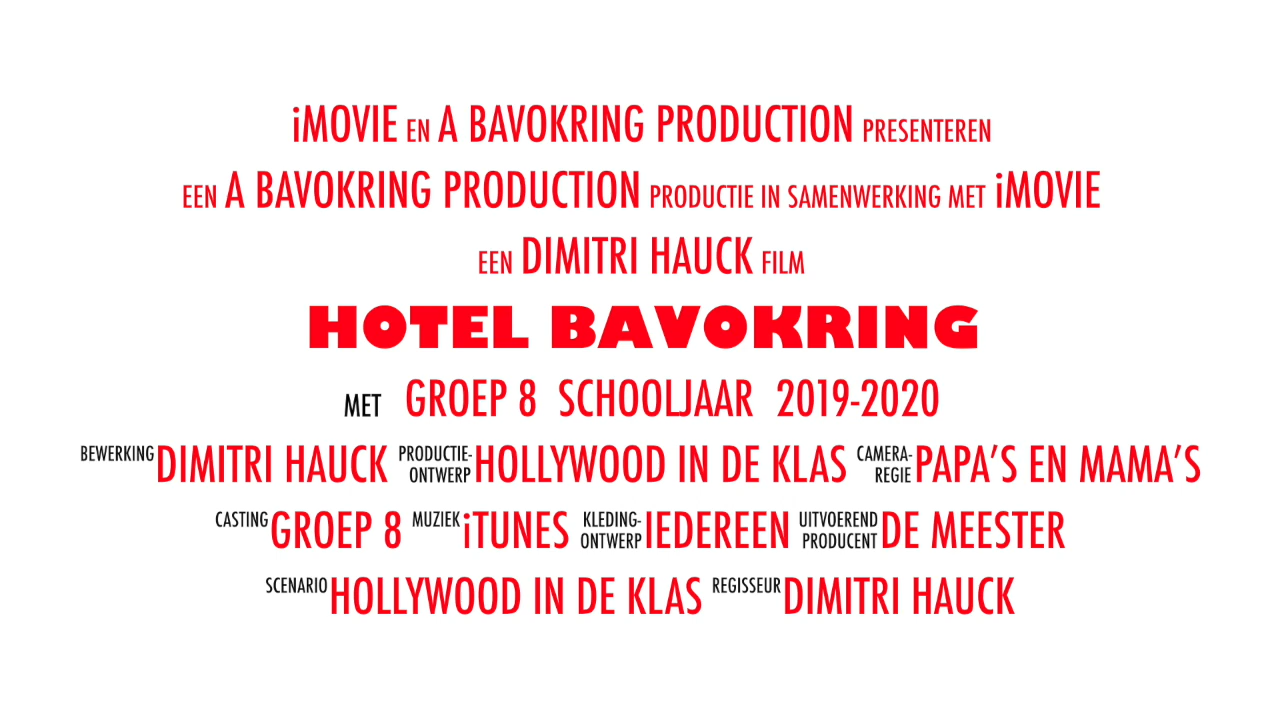 iMOVIE EN A BAVOKRING PRODUCTION PRESENTEREN
EEN A BAVOKRING PRODUCTION PRODUCTIE IN SAMENWERKING MET iMOVIE
EEN DIMITRI HAUCK FILM
HOTEL BAVOKRING
MET GROEP 8 SCHOOLJAAR 2019-2020
BEWERKING DIMITRI HAUCK PRODUCTIE-ONTWERP HOLLYWOOD IN DE KLAS CAMERA-REGIE PAPA'S EN MAMA'S
CASTING GROEP 8 MUZIEK iTUNES KLEDING-ONTWERP IEDEREEN UITVOEREND PRODUCENT DE MEESTER
SCENARIO HOLLYWOOD IN DE KLAS REGISSEUR DIMITRI HAUCK